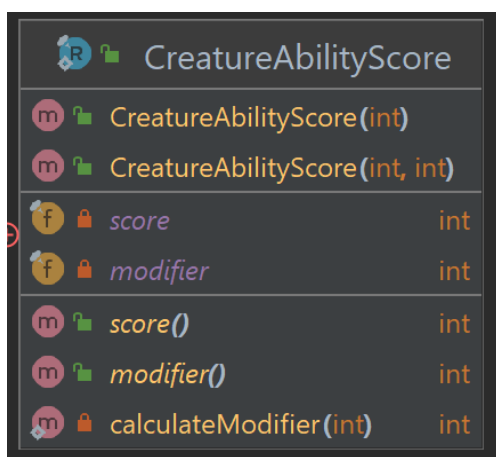 R CreatureAbilityScore
m CreatureAbilityScore(int)
m CreatureAbilityScore(int, int)
f score int
f modifier int
m score() int
m modifier() int
m calculateModifier(int) int